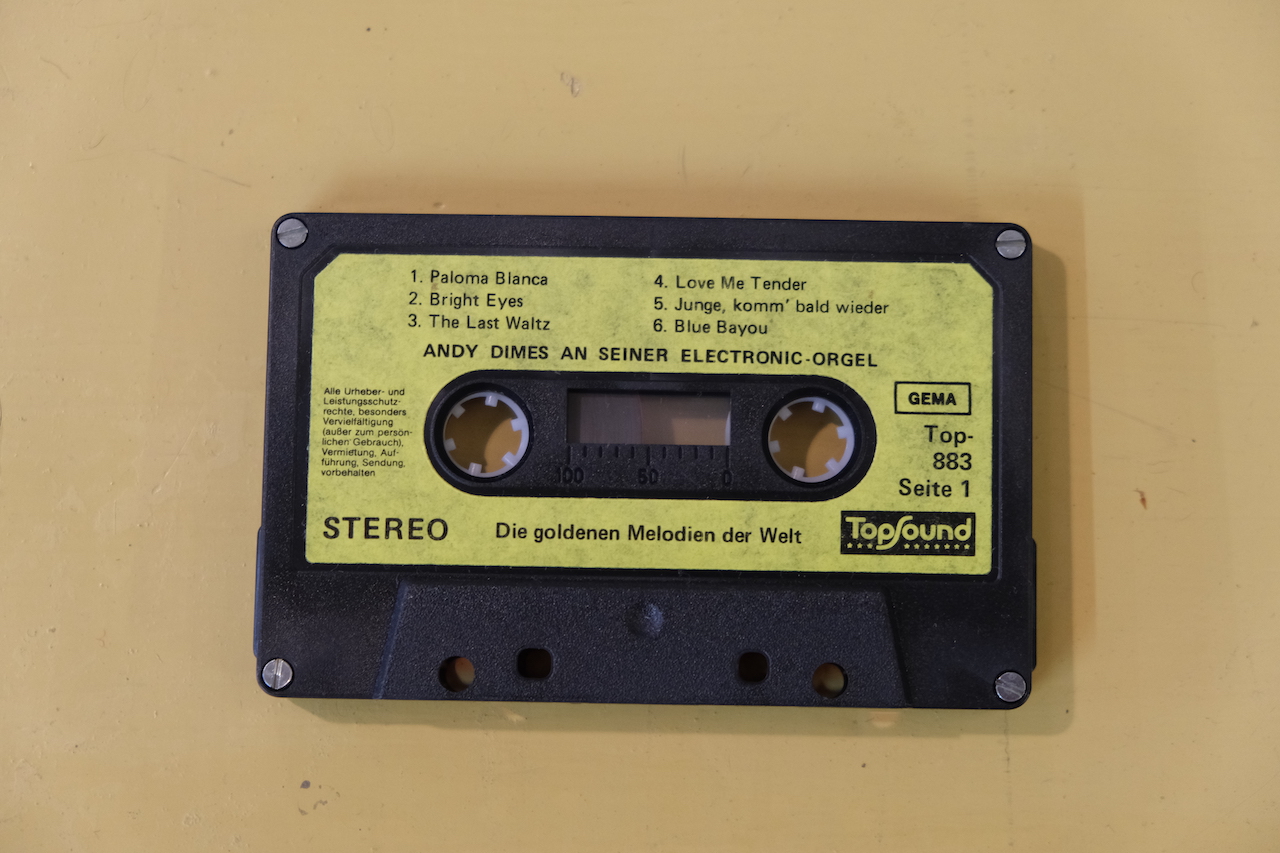 1. Paloma Blanca
2. Bright Eyes
3. The Last Waltz
4. Love Me Tender
5. Junge, komm' bald wieder
6. Blue Bayou
ANDY DIMES AN SEINER ELECTRONIC-ORGEL
Alle Urheber- und
Leistungsschutz-
rechte, besonders
Vervielfältigung
(außer zum persön-
lichen Gebrauch),
Vermietung, Auf-
führung, Sendung,
vorbehalten
100 50 0
GEMA
Top-
883
Seite 1
STEREO
Die goldenen Melodien der Welt
TopSound